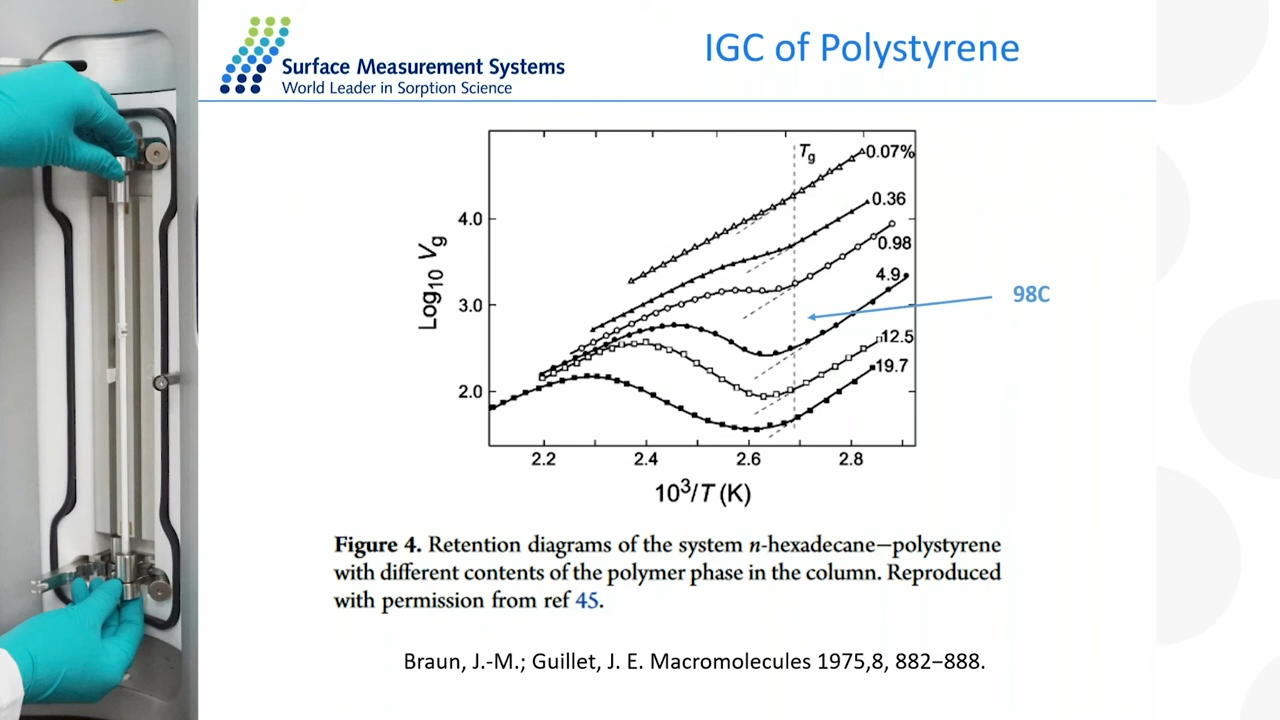 IGC of Polystyrene
Surface Measurement Systems
World Leader in Sorption Science
Tg
0.07%
0.36
0.98
4.9
12.5
19.7
98C
4.0
3.0
2.0
Log10 Vg
2.2 2.4 2.6 2.8
10³/T (K)
Figure 4. Retention diagrams of the system n-hexadecane−polystyrene
with different contents of the polymer phase in the column. Reproduced
with permission from ref 45.
Braun, J.-M.; Guillet, J. E. Macromolecules 1975,8, 882−888.